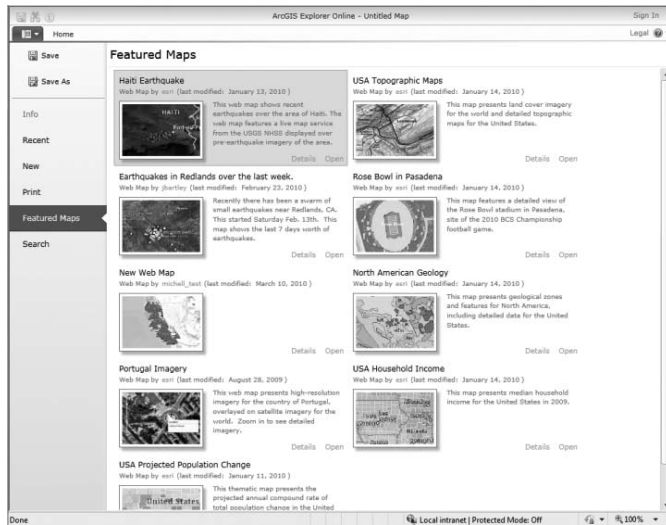 ArcGIS Explorer Online - Untitled Map
Sign In
Home
Legal
Save
Save As
Info
Recent
New
Print
Featured Maps
Search
Featured Maps
Haiti Earthquake
Web Map by esri (last modified: January 13, 2010 )
This web map shows recent
earthquakes over the area of Haiti. The
web map features a live map service
from the USGS NHSS displayed over
pre-earthquake imagery of the area.
Details Open
HAITI
USA Topographic Maps
Web Map by esri (last modified: January 14, 2010 )
This map presents land cover imagery
for the world and detailed topographic
maps for the United States.
Details Open
Earthquakes in Redlands over the last week.
Web Map by jbartley (last modified: February 23, 2010 )
Recently there has been a swarm of
small earthquakes near Redlands, CA.
This started Saturday Feb. 13th. This
map shows the last 7 days worth of
earthquakes.
Details Open
Rose Bowl in Pasadena
Web Map by esri (last modified: January 14, 2010 )
This map features a detailed view of
the Rose Bowl stadium in Pasadena,
site of the 2010 BCS Championship
football game.
Details Open
New Web Map
Web Map by michell_test (last modified: March 10, 2010 )
Details Open
North American Geology
Web Map by esri (last modified: January 14, 2010 )
This map presents geological zones
and features for North America,
including detailed data for the United
States.
Details Open
Portugal Imagery
Web Map by esri (last modified: August 28, 2009 )
This web map presents high-resolution
imagery for the country of Portugal,
overlayed on satellite imagery for the
world. Zoom in to see detailed
imagery.
Details Open
USA Household Income
Web Map by esri (last modified: January 14, 2010 )
This map presents median household
income for the United States in 2009.
Details Open
USA Projected Population Change
Web Map by esri (last modified: January 11, 2010 )
This thematic map presents the
projected annual compound rate of
total population change in the United
United States
Done
Local intranet | Protected Mode: Off
100%